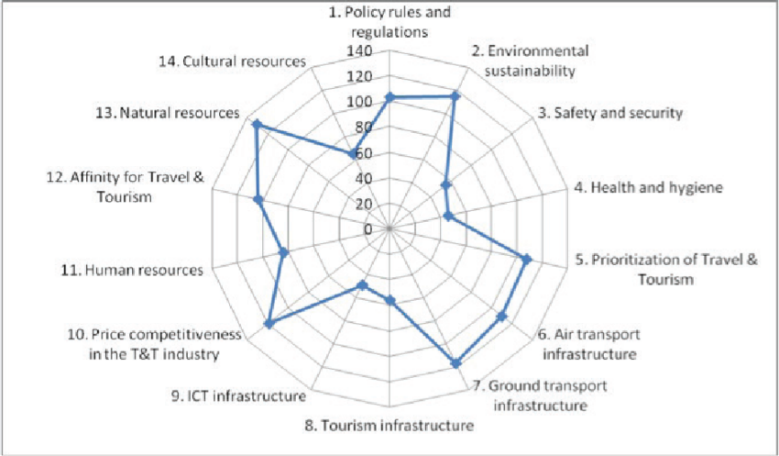 1. Policy rules and
regulations
2. Environmental
sustainability
3. Safety and security
4. Health and hygiene
5. Prioritization of Travel &
Tourism
6. Air transport
infrastructure
7. Ground transport
infrastructure
8. Tourism infrastructure
9. ICT infrastructure
10. Price competitiveness
in the T&T industry
11. Human resources
12. Affinity for Travel &
Tourism
13. Natural resources
14. Cultural resources
140
120
100
80
60
40
20
0